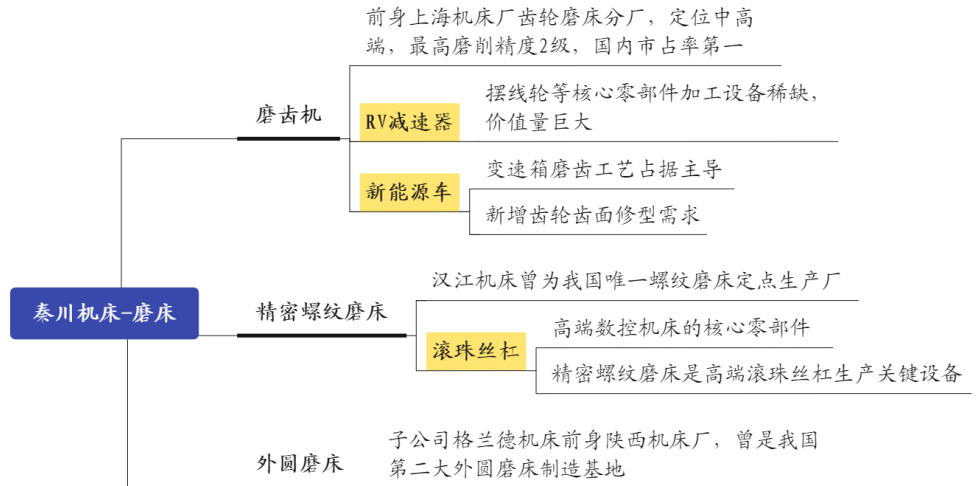 前身上海机床厂齿轮磨床分厂，定位中高
端，最高磨削精度2级，国内市占率第一
磨齿机
RV减速器
摆线轮等核心零部件加工设备稀缺，
价值量巨大
新能源车
变速箱磨齿工艺占据主导
新增齿轮齿面修型需求
秦川机床-磨床
精密螺纹磨床
汉江机床曾为我国唯一螺纹磨床定点生产厂
滚珠丝杠
高端数控机床的核心零部件
精密螺纹磨床是高端滚珠丝杠生产关键设备
外圆磨床
子公司格兰德机床前身陕西机床厂，曾是我国
第二大外圆磨床制造基地